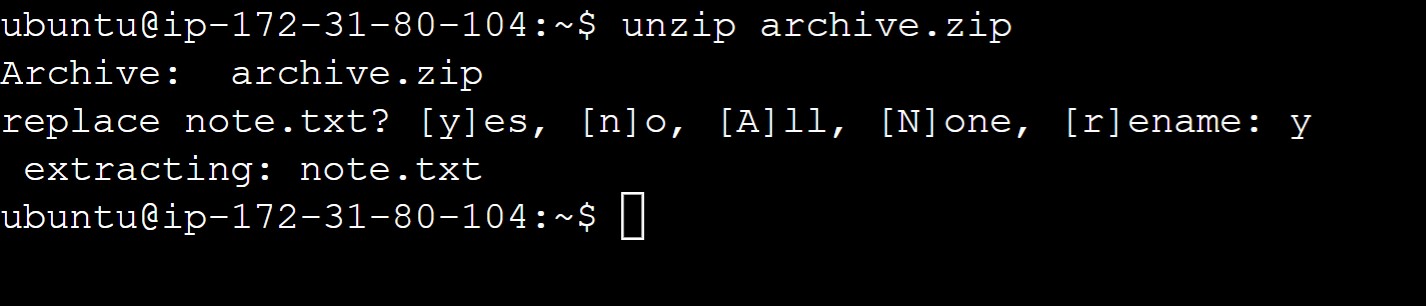 ubuntu@ip-172-31-80-104:~$ unzip archive.zip
Archive:  archive.zip
replace note.txt? [y]es, [n]o, [A]ll, [N]one, [r]ename: y
 extracting: note.txt
ubuntu@ip-172-31-80-104:~$